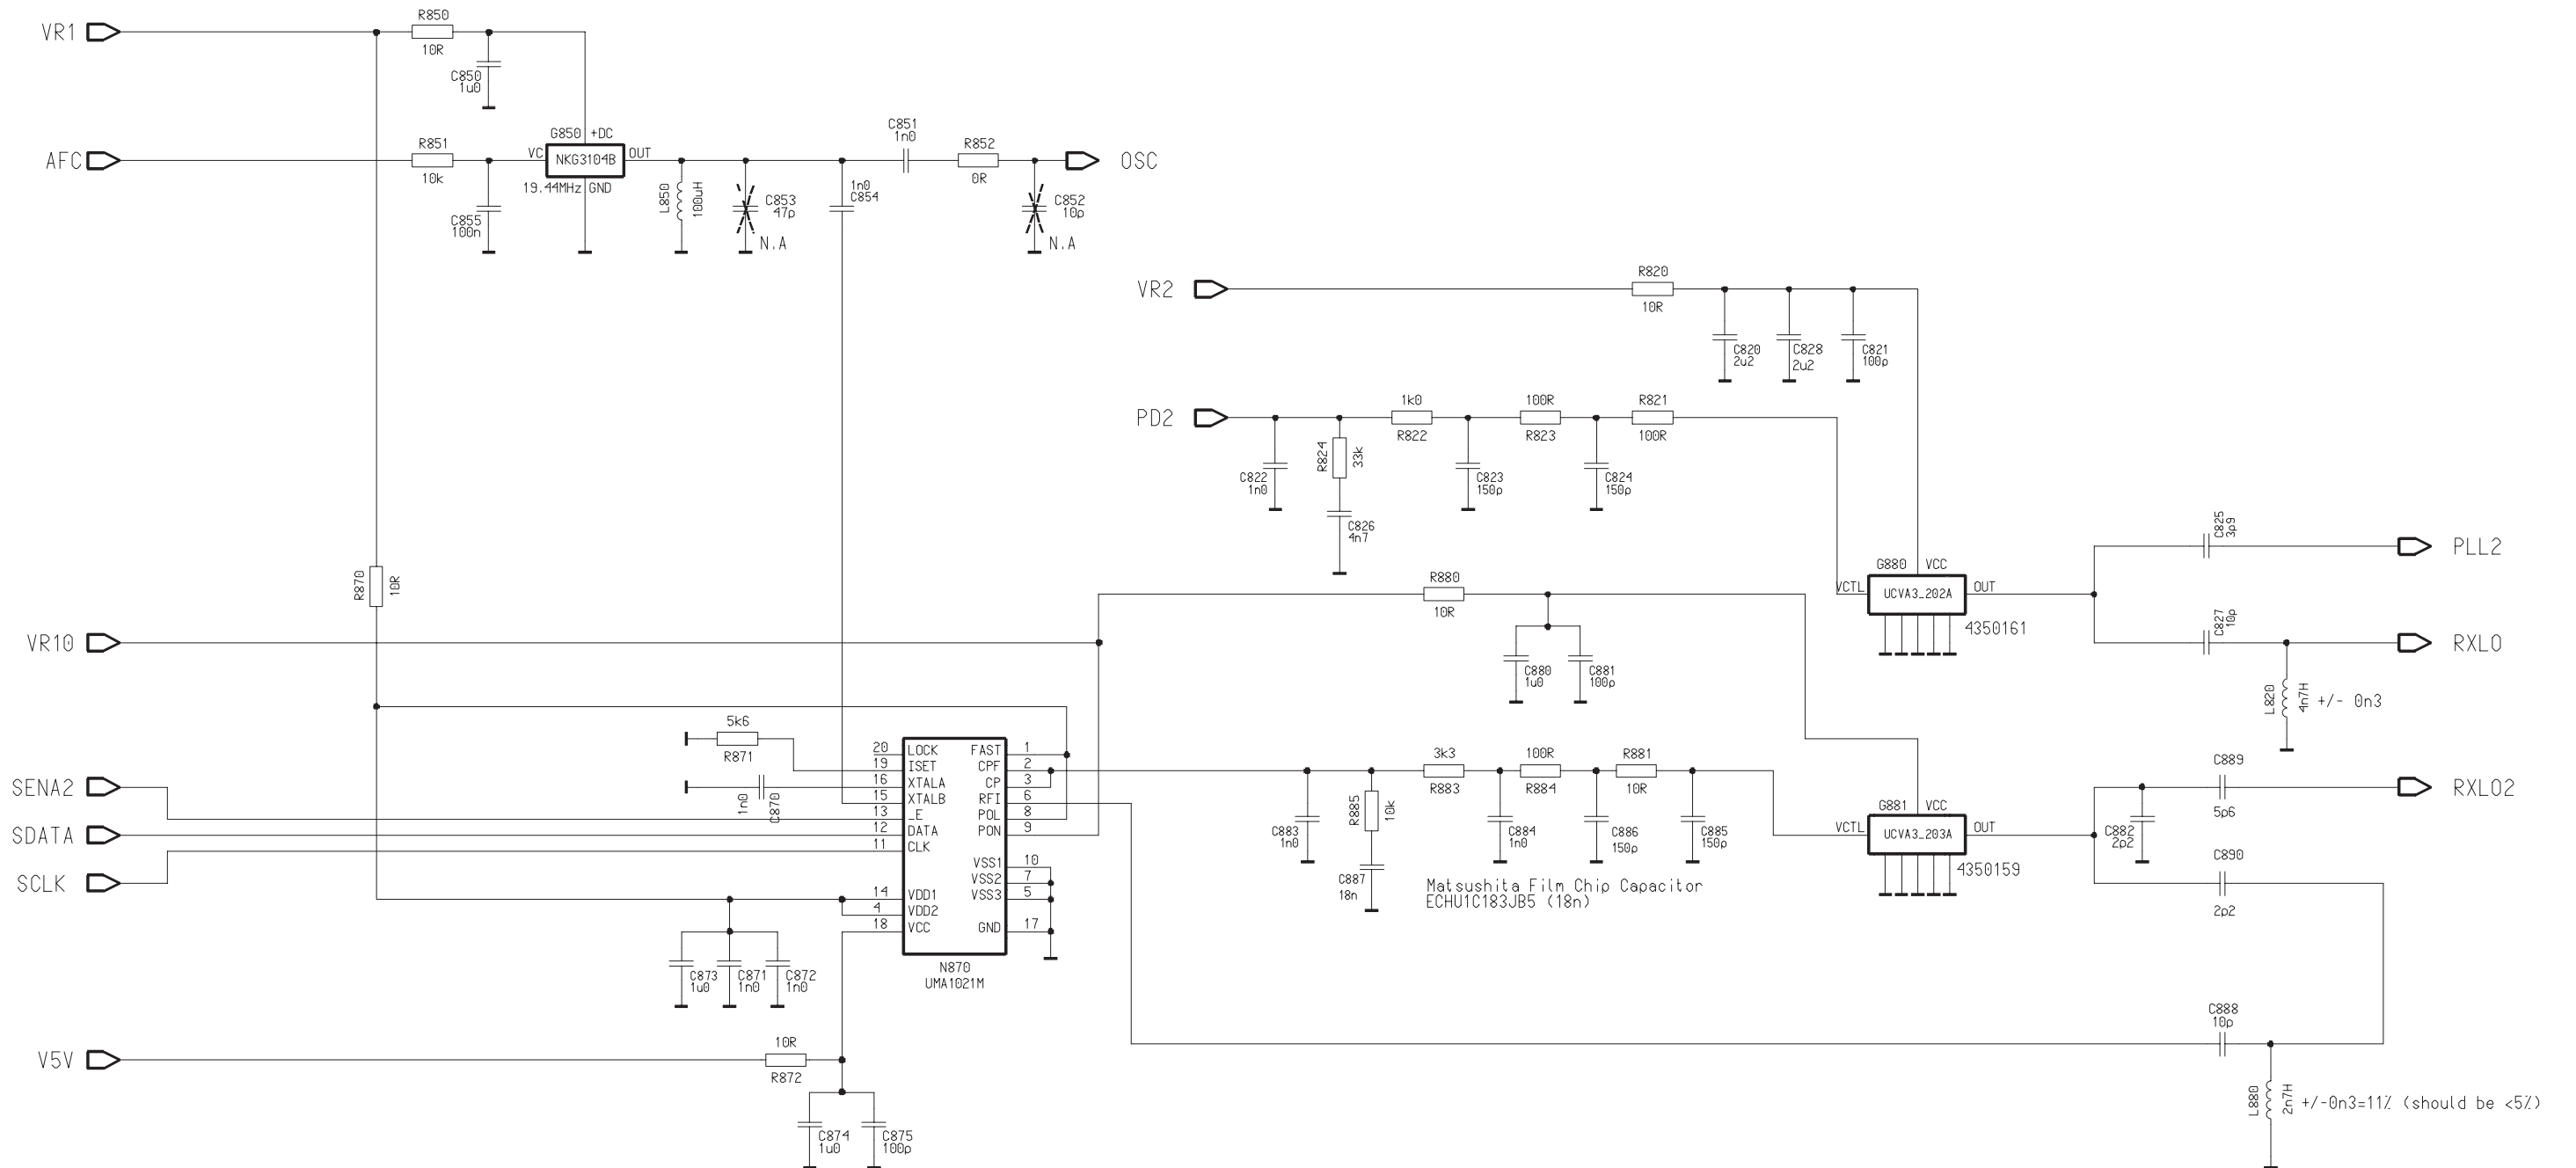 VR1
R850
10R
C850
1u0
AFC
R851
10k
C855
100n
G850 +DC
VC
NKG3104B
OUT
19.44MHz GND
L850
100uH
C853
47p
N.A
1n0
C854
C851
1n0
R852
0R
C852
10p
N.A
OSC
VR2
R820
10R
C820
2u2
C828
2u2
C821
100p
PD2
C822
1n0
R824
33k
C826
4n7
1k0
R822
C823
150p
100R
R823
C824
150p
R821
100R
G880 VCC
VCTL
UCVA3_202A
OUT
4350161
C825
3p9
PLL2
C827
10p
RXLO
L820
4n7H
+/- 0n3
R870
10R
VR10
R880
10R
C880
1u0
C881
100p
5k6
R871
1n0
C870
SENA2
SDATA
SCLK
20 LOCK FAST 1
19 ISET CPF 2
16 XTALA CP 3
15 XTALB RFI 6
13 _E POL 8
12 DATA PON 9
11 CLK
VSS1 10
VSS2 7
14 VDD1 VSS3 5
4 VDD2
18 VCC GND 17
N870
UMA1021M
C873
1u0
C871
1n0
C872
1n0
V5V
10R
R872
C874
1u0
C875
100p
C883
1n0
R885
10k
C887
18n
3k3
R883
C884
1n0
100R
R884
C886
150p
R881
10R
C885
150p
Matsushita Film Chip Capacitor
ECHU1C183JB5 (18n)
G881 VCC
VCTL
UCVA3_203A
OUT
4350159
C882
2p2
C889
5p6
RXLO2
C890
2p2
C888
10p
L880
2n7H
+/-0n3=11% (should be <5%)